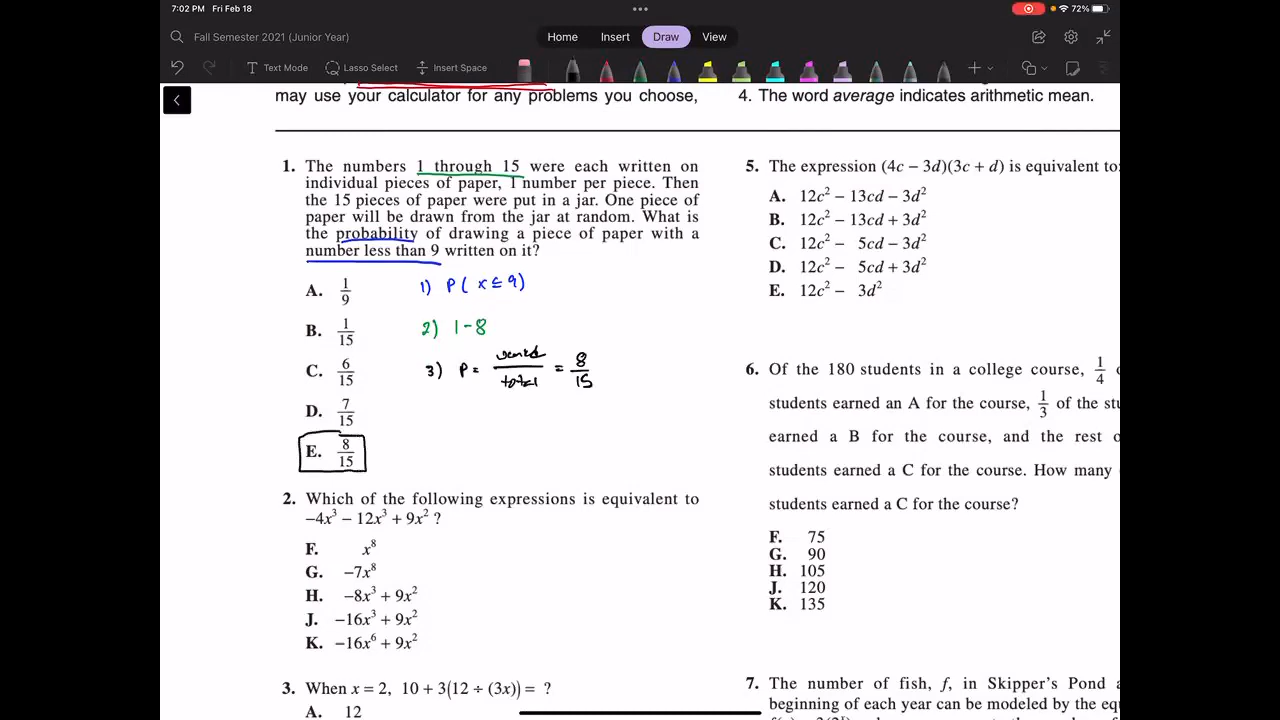 7:02 PM Fri Feb 18
72%
Fall Semester 2021 (Junior Year)
Home Insert Draw View
Text Mode Lasso Select Insert Space
may use your calculator for any problems you choose,
1. The numbers 1 through 15 were each written on
individual pieces of paper, 1 number per piece. Then
the 15 pieces of paper were put in a jar. One piece of
paper will be drawn from the jar at random. What is
the probability of drawing a piece of paper with a
number less than 9 written on it?
A. 1/9
1) P( x ≤ 9)
B. 1/15
2) 1-8
C. 6/15
3) P = /total = 8/15
D. 7/15
E. 8/15
2. Which of the following expressions is equivalent to
−4x³ − 12x³ + 9x² ?
F. x⁸
G. −7x⁸
H. −8x³ + 9x²
J. −16x³ + 9x²
K. −16x⁶ + 9x²
3. When x = 2, 10 + 3(12 ÷ (3x)) = ?
A. 12
4. The word average indicates arithmetic mean.
5. The expression (4c − 3d)(3c + d) is equivalent to:
A. 12c² − 13cd − 3d²
B. 12c² − 13cd + 3d²
C. 12c² − 5cd − 3d²
D. 12c² − 5cd + 3d²
E. 12c² − 3d²
6. Of the 180 students in a college course, 1/4
students earned an A for the course, 1/3 of the stu
earned a B for the course, and the rest o
students earned a C for the course. How many
students earned a C for the course?
F. 75
G. 90
H. 105
J. 120
K. 135
7. The number of fish, f, in Skipper's Pond a
beginning of each year can be modeled by the equ